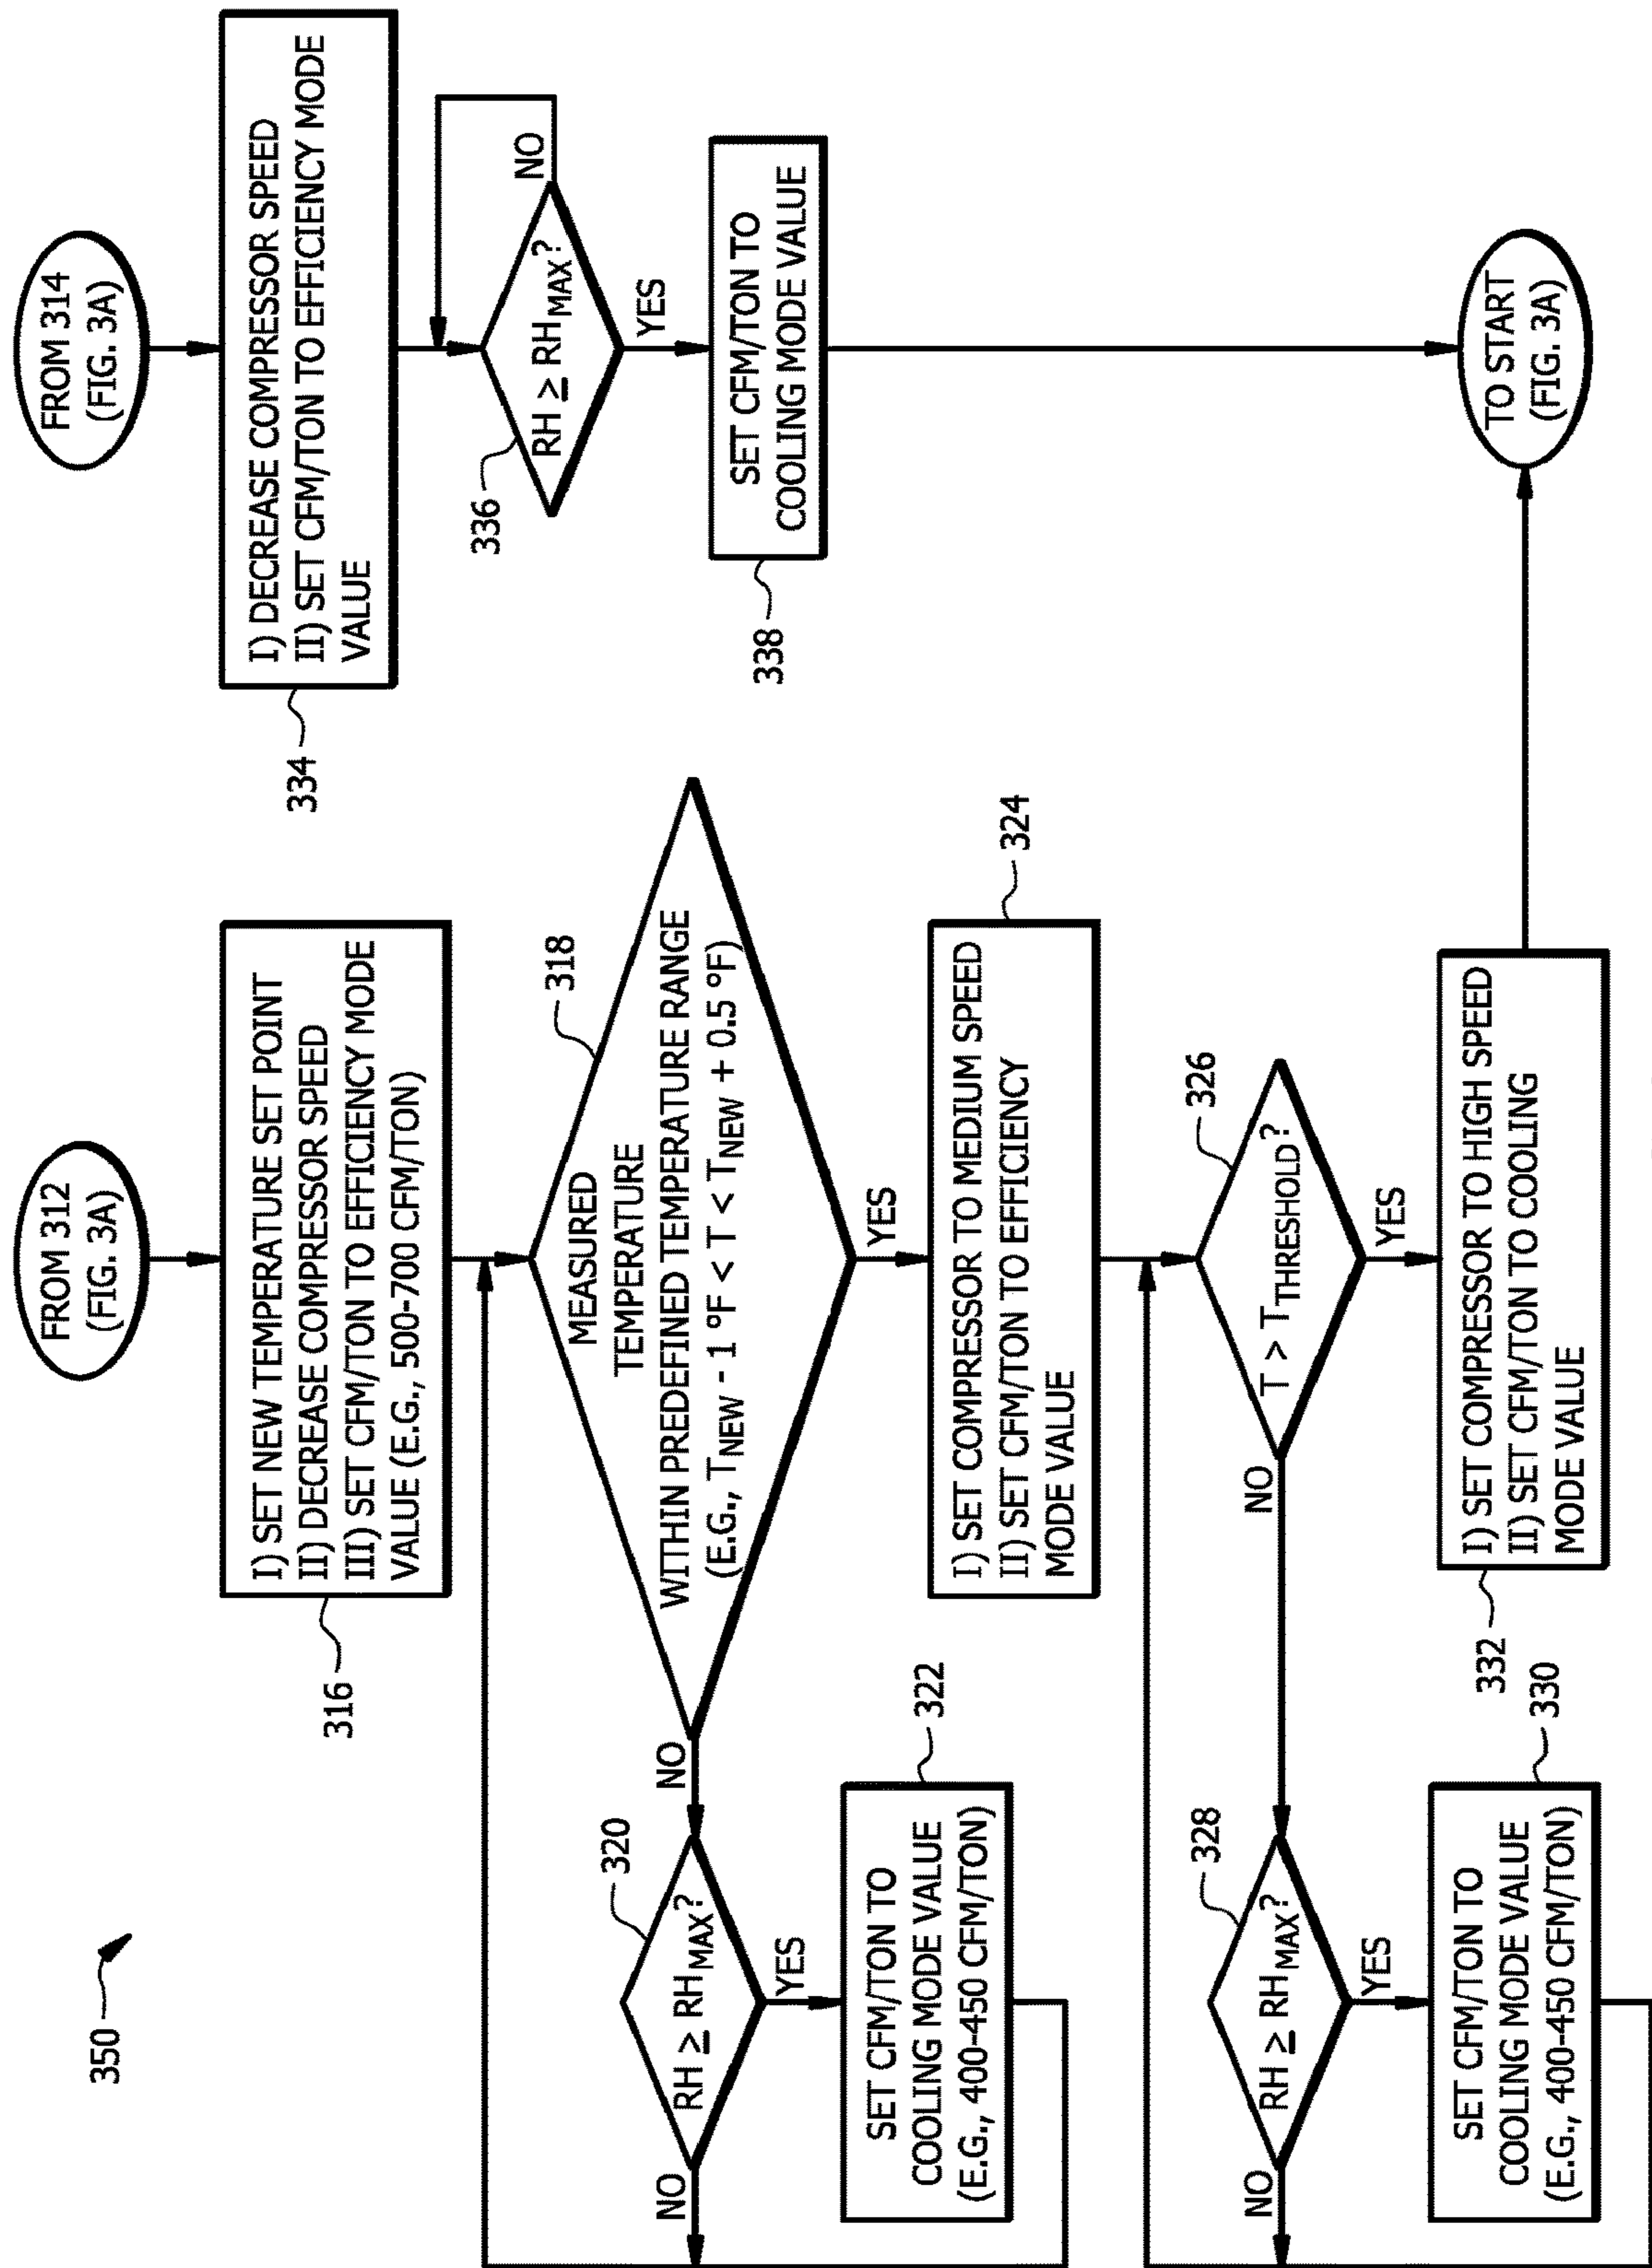 350
FROM 312
(FIG. 3A)
316
I) SET NEW TEMPERATURE SET POINT
II) DECREASE COMPRESSOR SPEED
III) SET CFM/TON TO EFFICIENCY MODE
VALUE (E.G., 500-700 CFM/TON)
318
MEASURED
TEMPERATURE
WITHIN PREDEFINED TEMPERATURE RANGE
(E.G., TNEW - 1 °F < T < TNEW + 0.5 °F)
NO
YES
320
RH ≥ RHMAX?
NO
YES
322
SET CFM/TON TO
COOLING MODE VALUE
(E.G., 400-450 CFM/TON)
324
I) SET COMPRESSOR TO MEDIUM SPEED
II) SET CFM/TON TO EFFICIENCY
MODE VALUE
326
T > TTHRESHOLD?
NO
YES
328
RH ≥ RHMAX?
NO
YES
330
SET CFM/TON TO
COOLING MODE VALUE
(E.G., 400-450 CFM/TON)
332
I) SET COMPRESSOR TO HIGH SPEED
II) SET CFM/TON TO COOLING
MODE VALUE
FROM 314
(FIG. 3A)
334
I) DECREASE COMPRESSOR SPEED
II) SET CFM/TON TO EFFICIENCY MODE
VALUE
336
RH ≥ RHMAX?
NO
YES
338
SET CFM/TON TO
COOLING MODE VALUE
TO START
(FIG. 3A)